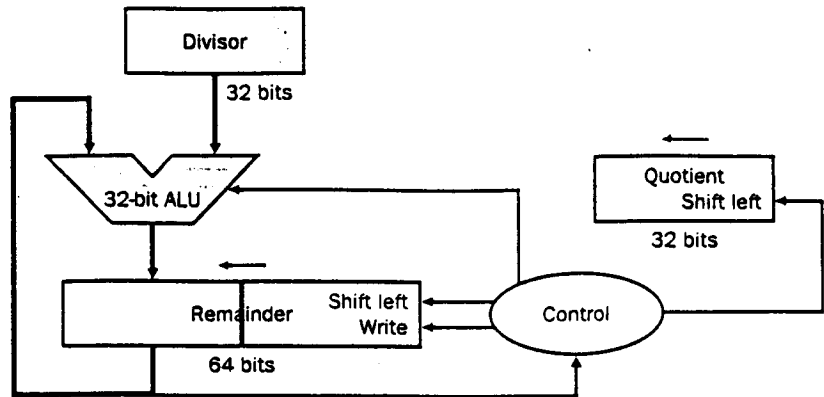 Divisor
32 bits
32-bit ALU
Quotient
Shift left
32 bits
Remainder
Shift left
Write
64 bits
Control